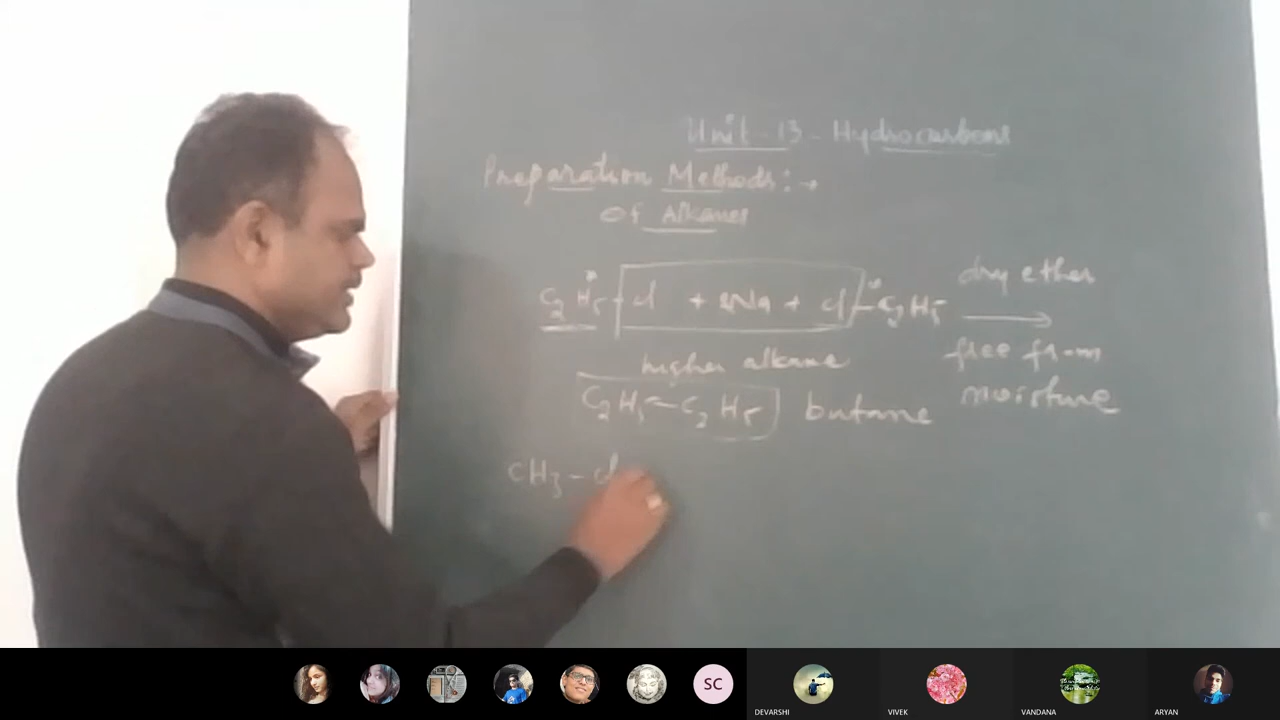 Unit-13-Hydrocarbons
Preparation Methods:→
Of Alkanes
C2H5-Cl + 2Na + Cl-C2H5 → dry ether
free from
moisture
higher alkane
C2H5-C2H5 butane
CH3-Cl
SC
DEVARSHI VIVEK VANDANA ARYAN